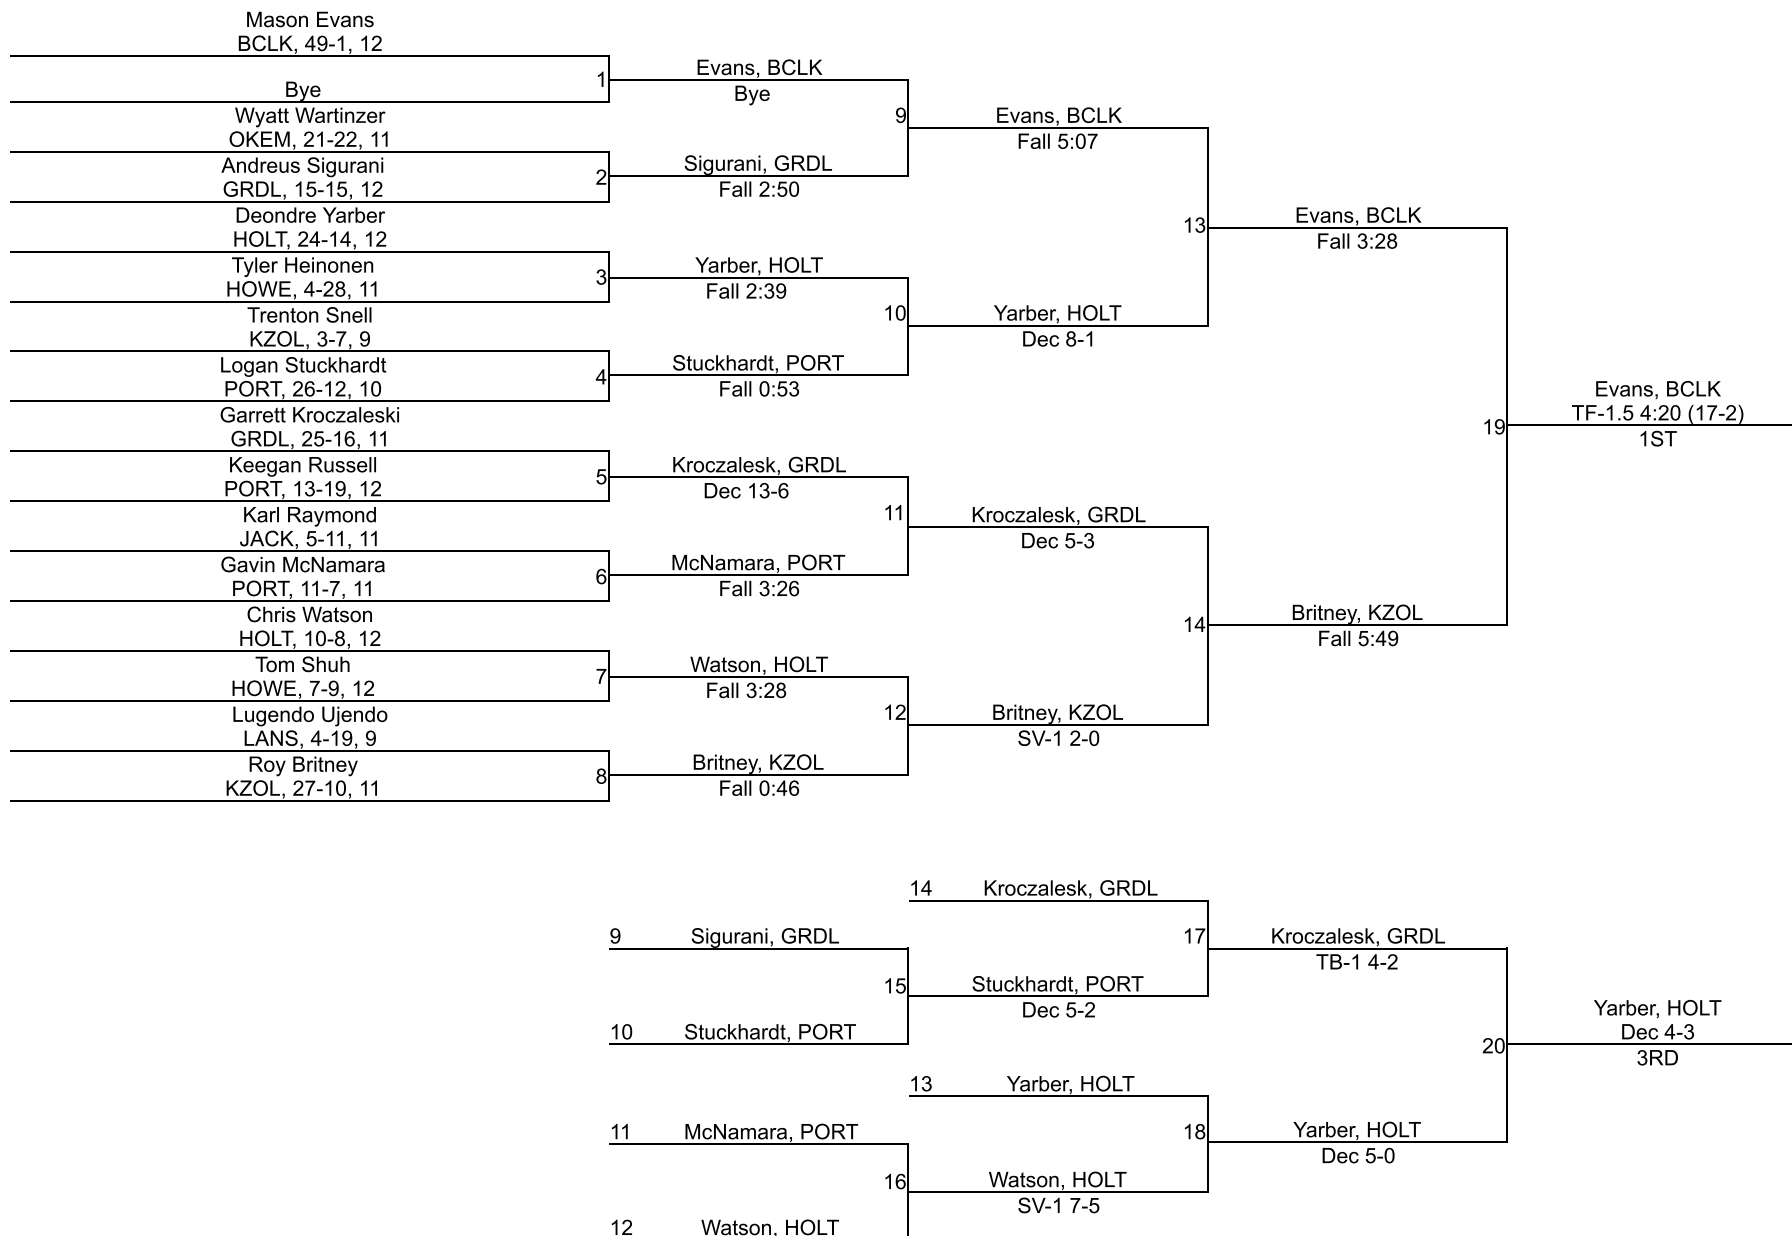 Mason Evans
BCLK, 49-1, 12
Bye
Wyatt Wartinzer
OKEM, 21-22, 11
Andreus Sigurani
GRDL, 15-15, 12
Deondre Yarber
HOLT, 24-14, 12
Tyler Heinonen
HOWE, 4-28, 11
Trenton Snell
KZOL, 3-7, 9
Logan Stuckhardt
PORT, 26-12, 10
Garrett Kroczaleski
GRDL, 25-16, 11
Keegan Russell
PORT, 13-19, 12
Karl Raymond
JACK, 5-11, 11
Gavin McNamara
PORT, 11-7, 11
Chris Watson
HOLT, 10-8, 12
Tom Shuh
HOWE, 7-9, 12
Lugendo Ujendo
LANS, 4-19, 9
Roy Britney
KZOL, 27-10, 11
1
Evans, BCLK
Bye
2
Sigurani, GRDL
Fall 2:50
3
Yarber, HOLT
Fall 2:39
4
Stuckhardt, PORT
Fall 0:53
5
Kroczalesk, GRDL
Dec 13-6
6
McNamara, PORT
Fall 3:26
7
Watson, HOLT
Fall 3:28
8
Britney, KZOL
Fall 0:46
9
Evans, BCLK
Fall 5:07
10
Yarber, HOLT
Dec 8-1
11
Kroczalesk, GRDL
Dec 5-3
12
Britney, KZOL
SV-1 2-0
13
Evans, BCLK
Fall 3:28
14
Britney, KZOL
Fall 5:49
19
Evans, BCLK
TF-1.5 4:20 (17-2)
1ST
9 Sigurani, GRDL
10 Stuckhardt, PORT
11 McNamara, PORT
12 Watson, HOLT
14 Kroczalesk, GRDL
15
Stuckhardt, PORT
Dec 5-2
13 Yarber, HOLT
16
Watson, HOLT
SV-1 7-5
17
Kroczalesk, GRDL
TB-1 4-2
18
Yarber, HOLT
Dec 5-0
20
Yarber, HOLT
Dec 4-3
3RD